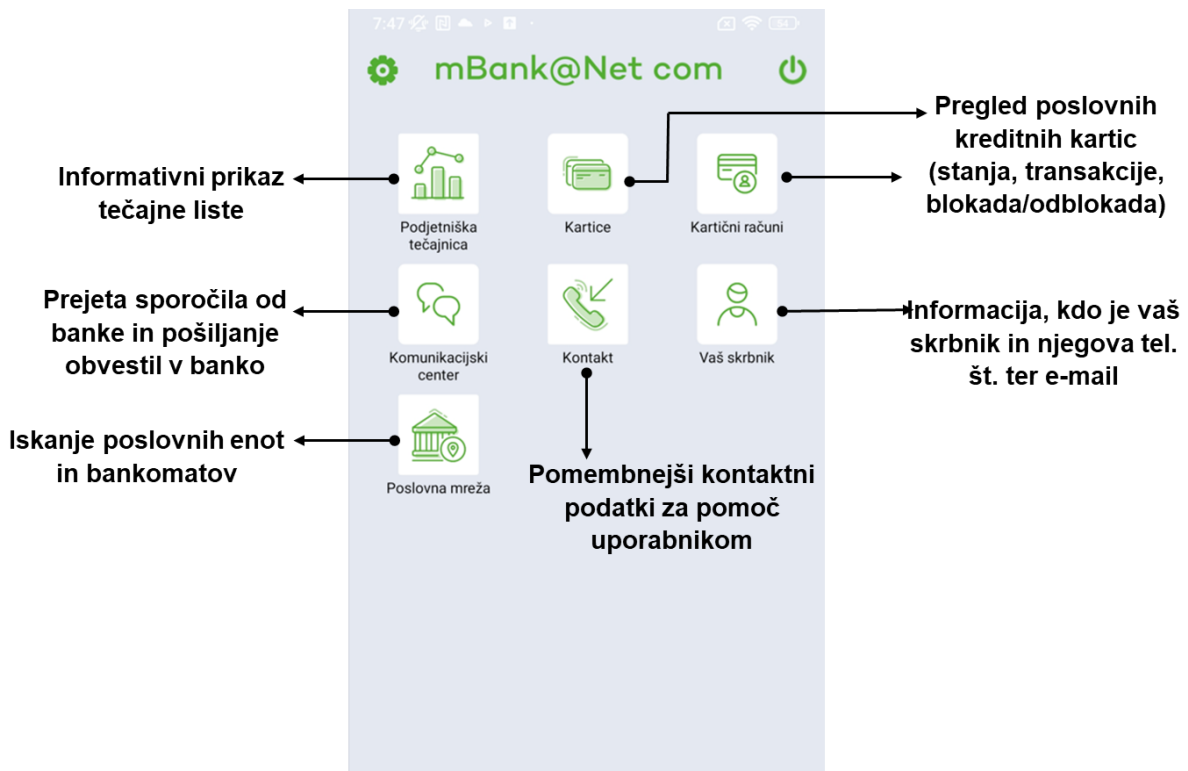 7:47
54
mBank@Net com
Informativni prikaz
tečajne liste
Podjetniška
tečajnica
Kartice
Kartični računi
Pregled poslovnih
kreditnih kartic
(stanja, transakcije,
blokada/odblokada)
Prejeta sporočila od
banke in pošiljanje
obvestil v banko
Komunikacijski
center
Kontakt
Vaš skrbnik
Informacija, kdo je vaš
skrbnik in njegova tel.
št. ter e-mail
Iskanje poslovnih enot
in bankomatov
Poslovna mreža
Pomembnejši kontaktni
podatki za pomoč
uporabnikom